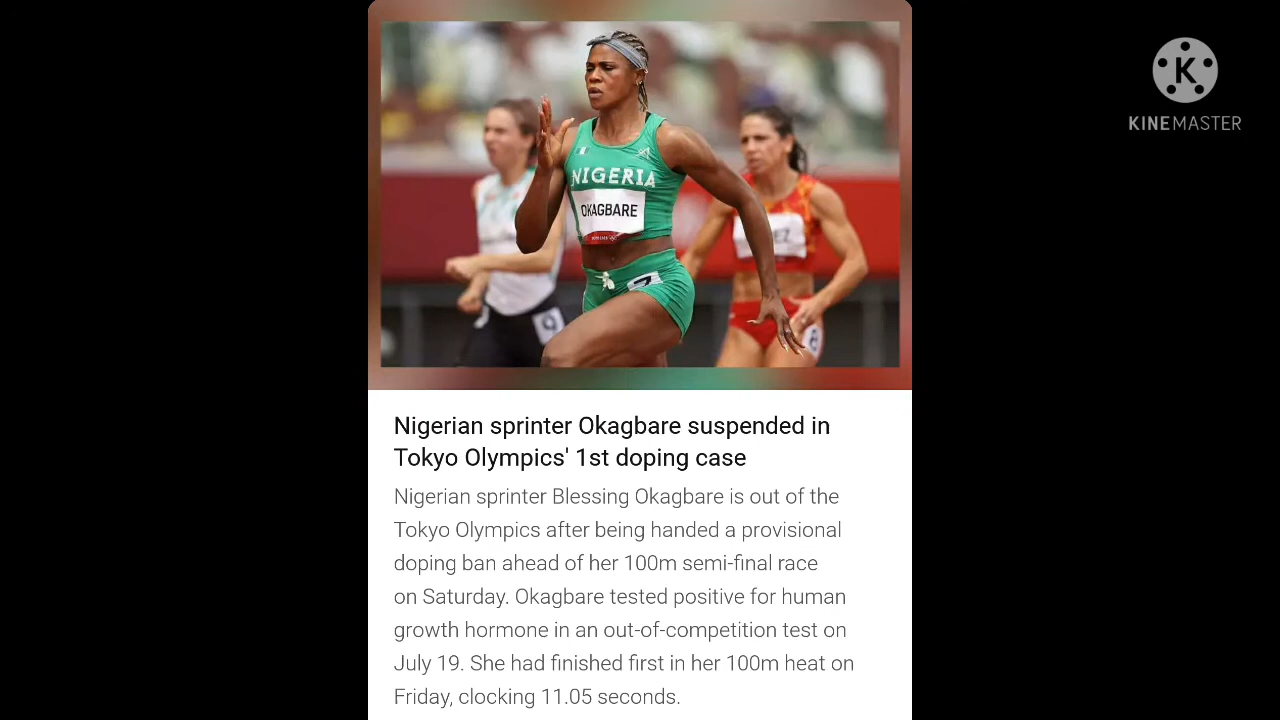 KINEMASTER
NIGERIA
OKAGBARE
Nigerian sprinter Okagbare suspended in
Tokyo Olympics' 1st doping case
Nigerian sprinter Blessing Okagbare is out of the
Tokyo Olympics after being handed a provisional
doping ban ahead of her 100m semi-final race
on Saturday. Okagbare tested positive for human
growth hormone in an out-of-competition test on
July 19. She had finished first in her 100m heat on
Friday, clocking 11.05 seconds.